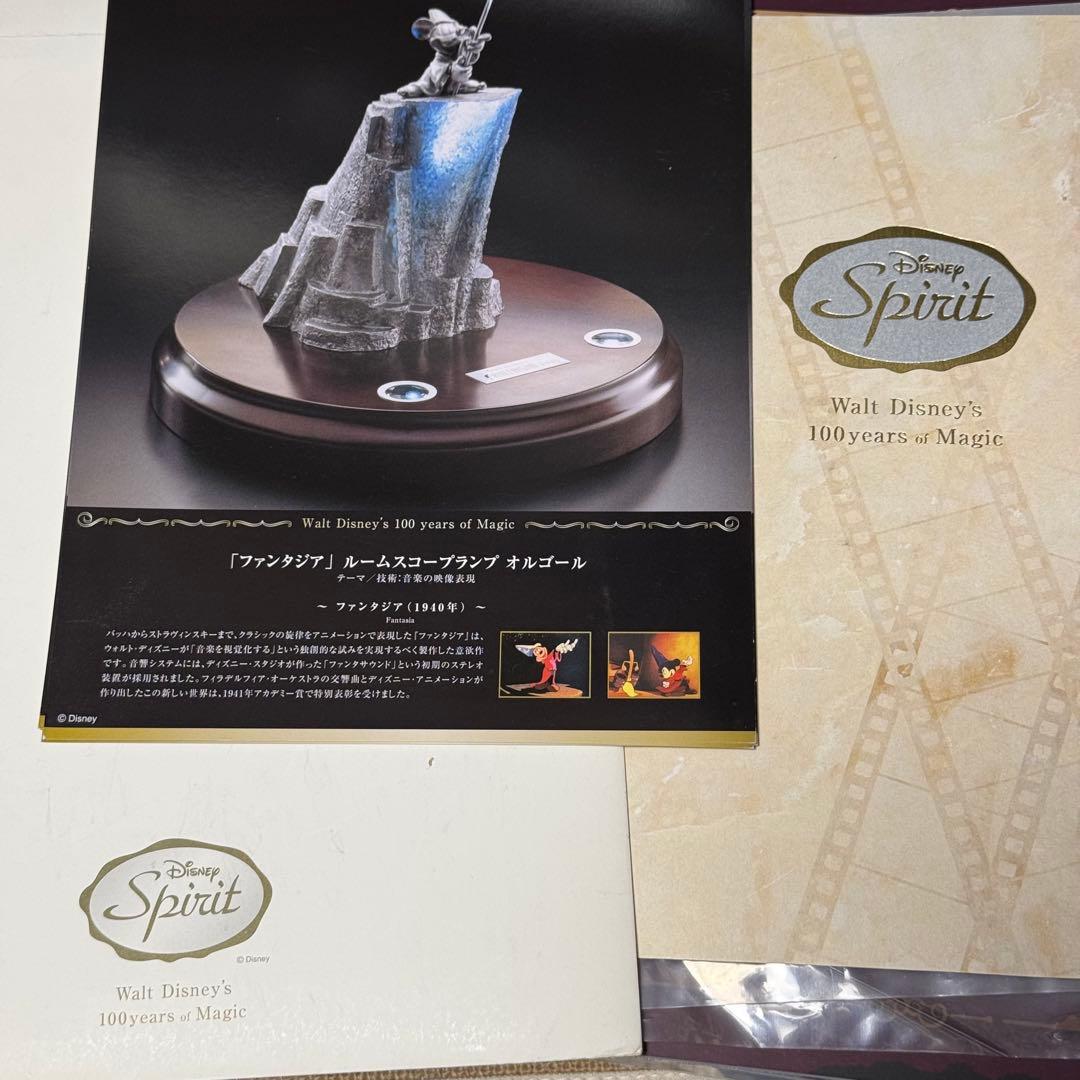 Walt Disney's 100 years of Magic
「ファンタジア」ルームスコープランプ オルゴール
テーマ／技術：音楽の映像表現
～ ファンタジア（1940年）～
Fantasia
バッハからストラヴィンスキーまで、クラシックの旋律をアニメーションで表現した『ファンタジア』は、
ウォルト・ディズニーが「音楽を視覚化する」という独創的な試みを実現するべく製作した意欲作
です。音響システムには、ディズニー・スタジオが作った「ファンタサウンド」という初期のステレオ
装置が採用されました。フィラデルフィア・オーケストラの交響曲とディズニー・アニメーションが
作り出したこの新しい世界は、1941年アカデミー賞で特別表彰を受けました。
© Disney
Disney
Spirit
Walt Disney's
100 years of Magic
Disney
Spirit
© Disney
Walt Disney's
100 years of Magic